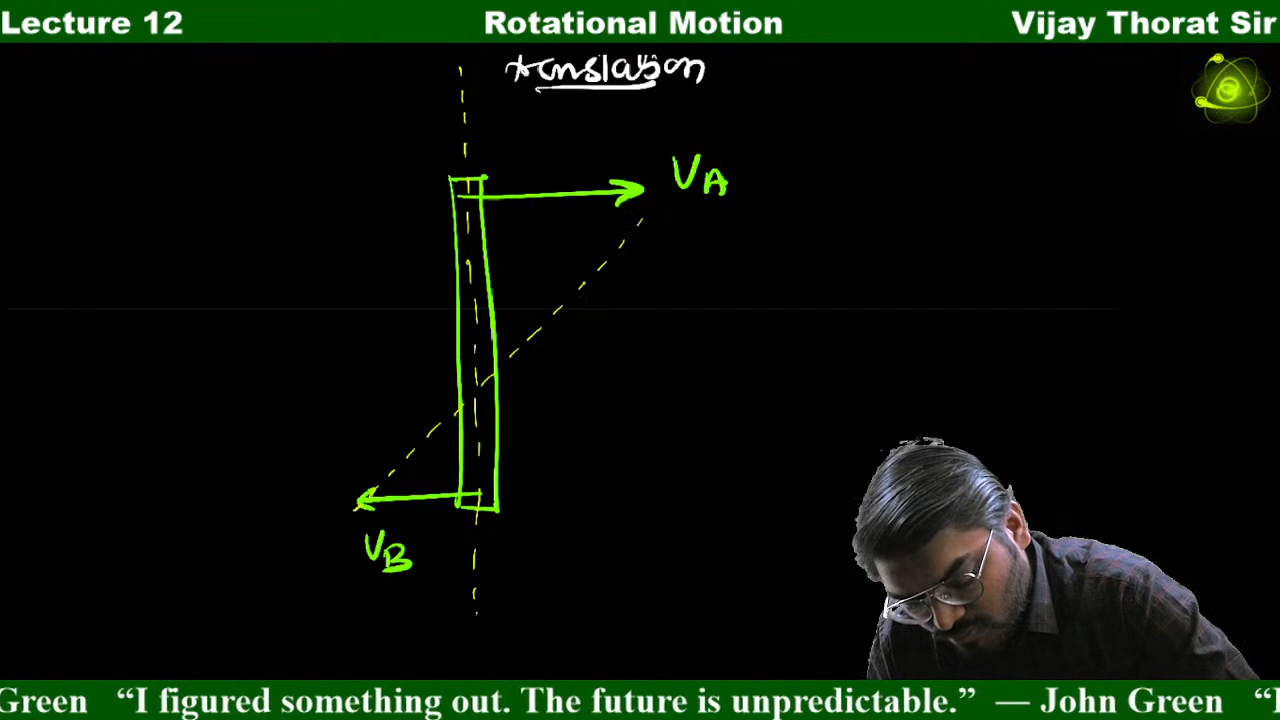 Lecture 12 Rotational Motion Vijay Thorat Sir
translation
VA
VB
Green “I figured something out. The future is unpredictable.” — John Green “I